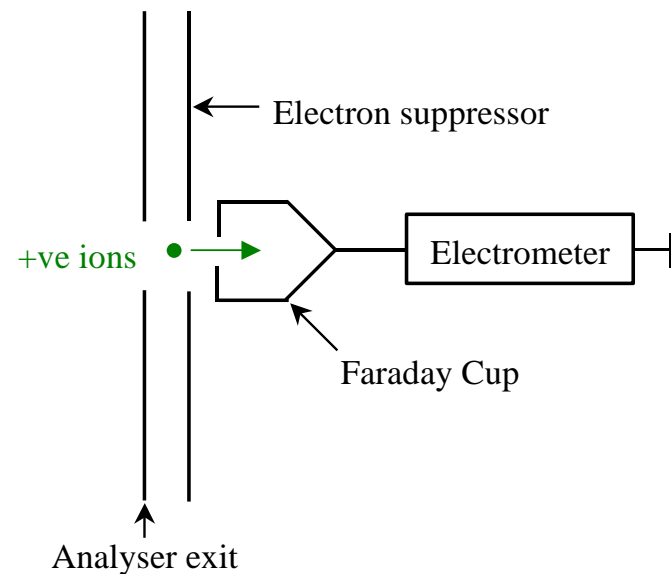 Electron suppressor
+ve ions
Electrometer
Faraday Cup
Analyser exit